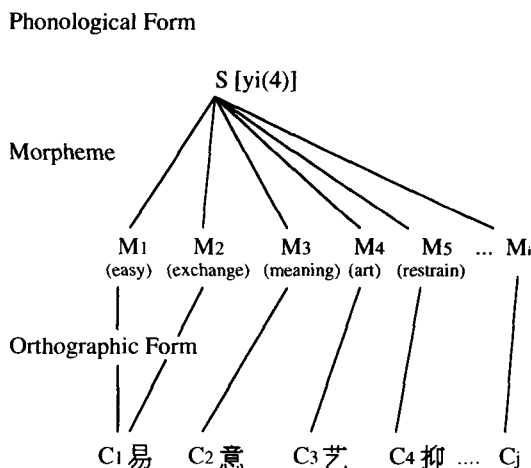 Phonological Form
S [yi(4)]
Morpheme
M1 M2 M3 M4 M5 ... Mi
(easy) (exchange) (meaning) (art) (restrain)
Orthographic Form
C1 易 C2 意 C3 艺 C4 抑 .... Cj